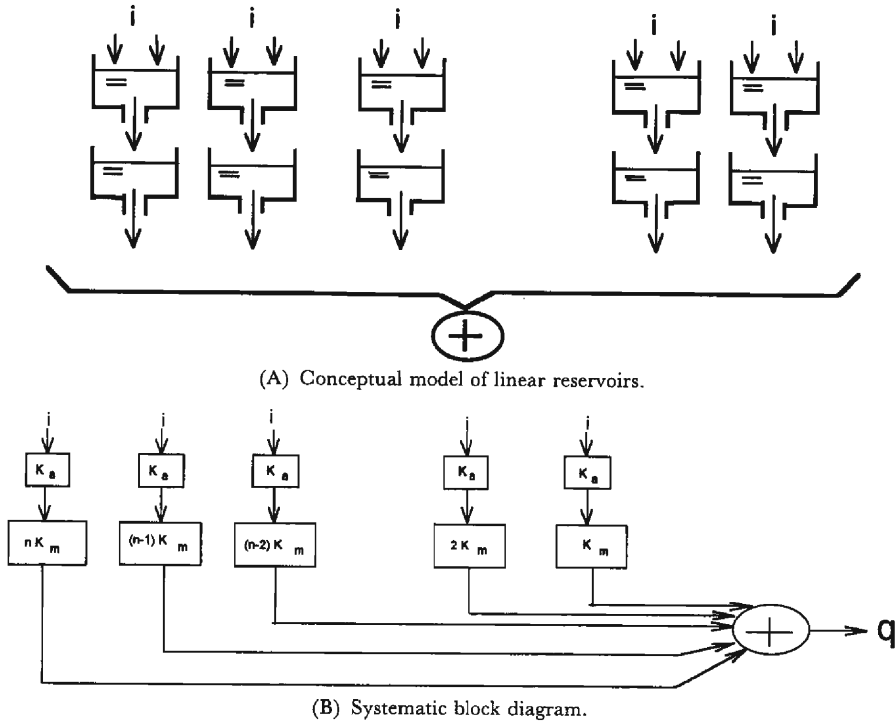 i i i i i
(A) Conceptual model of linear reservoirs.
i i i i i
K a K a K a K a K a
n K m (n-1) K m (n-2) K m 2 K m K m
q
(B) Systematic block diagram.